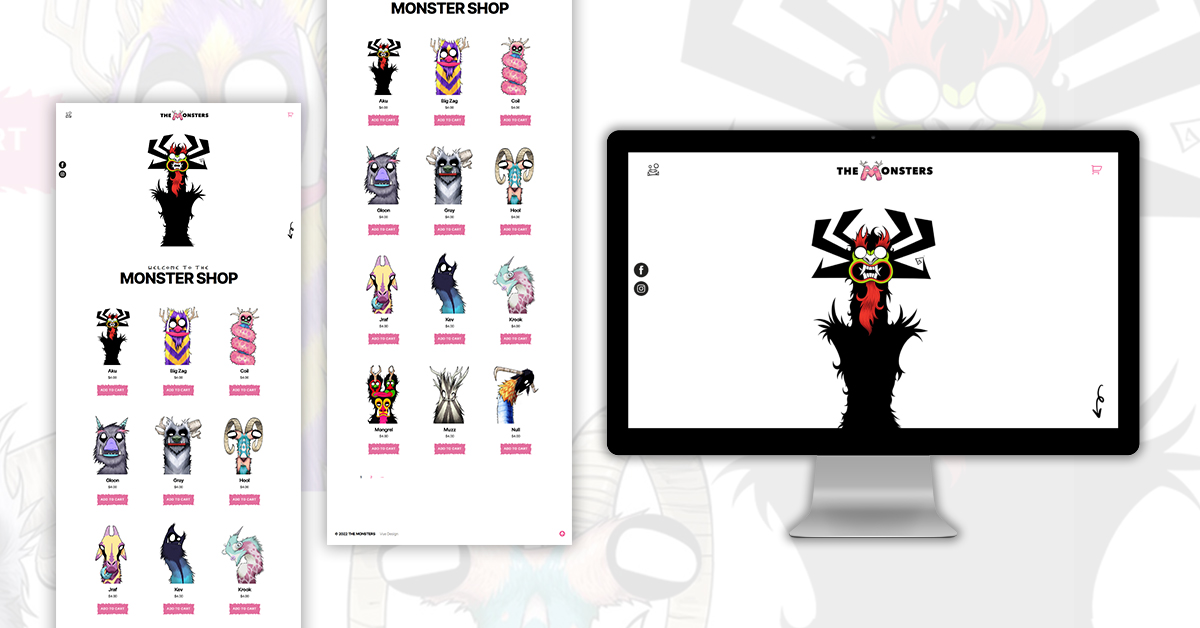 THE MONSTERS
WELCOME TO THE
MONSTER SHOP
Aku Big Zag Coil
$4.00 $4.00 $4.00
ADD TO CART ADD TO CART ADD TO CART
Gloon Gray Hool
$4.00 $4.00 $4.00
ADD TO CART ADD TO CART ADD TO CART
Jraf Kev Krook
$4.00 $4.00 $4.00
ADD TO CART ADD TO CART ADD TO CART
MONSTER SHOP
Aku Big Zag Coil
$4.00 $4.00 $4.00
ADD TO CART ADD TO CART ADD TO CART
Gloon Gray Hool
$4.00 $4.00 $4.00
ADD TO CART ADD TO CART ADD TO CART
Jraf Kev Krook
$4.00 $4.00 $4.00
ADD TO CART ADD TO CART ADD TO CART
Mongrel Muzz Null
$4.00 $4.00 $4.00
ADD TO CART ADD TO CART ADD TO CART
1 2 →
© 2022 THE MONSTERS
THE MONSTERS
ART